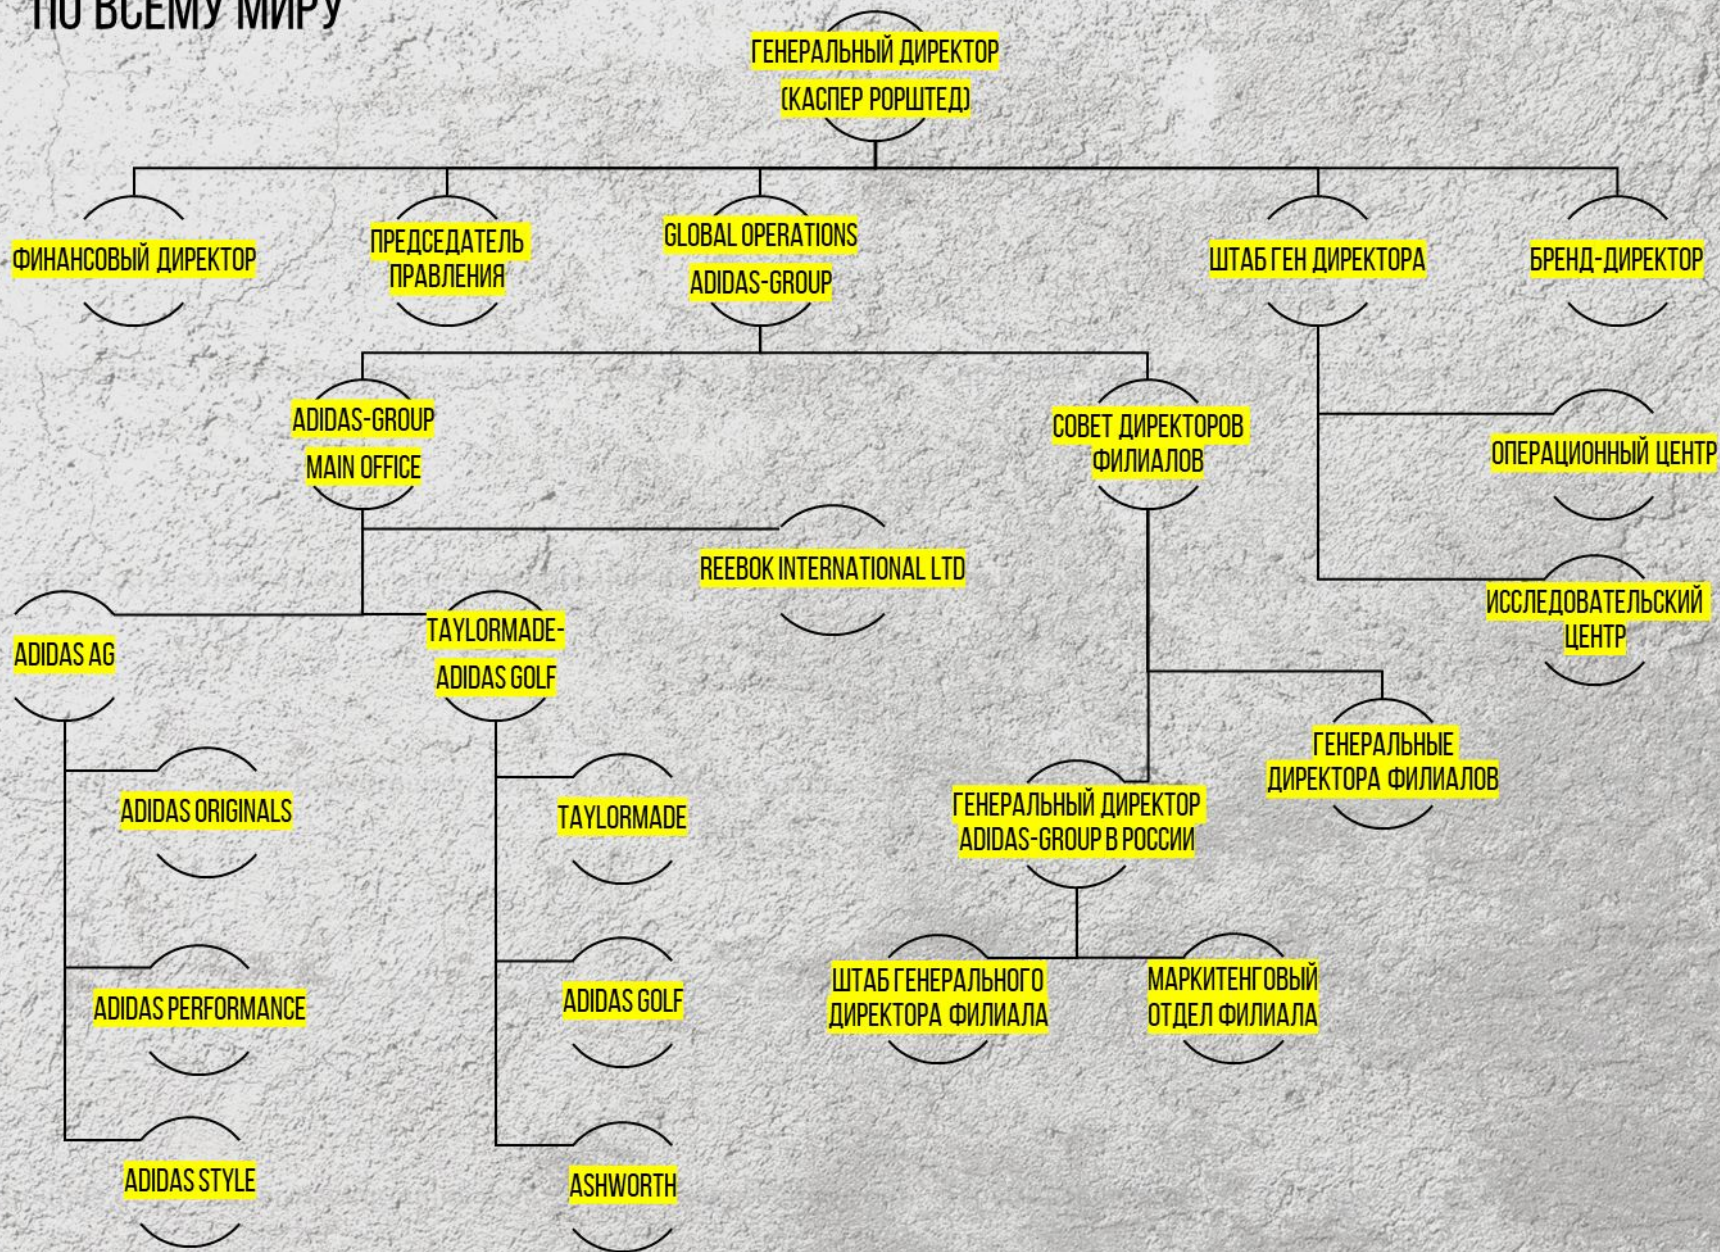 ПО ВСЕМУ МИРУ
ГЕНЕРАЛЬНЫЙ ДИРЕКТОР
(КАСПЕР РОРШТЕД)
ФИНАНСОВЫЙ ДИРЕКТОР
ПРЕДСЕДАТЕЛЬ
ПРАВЛЕНИЯ
GLOBAL OPERATIONS
ADIDAS-GROUP
ШТАБ ГЕН ДИРЕКТОРА
БРЕНД-ДИРЕКТОР
ADIDAS-GROUP
MAIN OFFICE
СОВЕТ ДИРЕКТОРОВ
ФИЛИАЛОВ
ОПЕРАЦИОННЫЙ ЦЕНТР
REEBOK INTERNATIONAL LTD
ИССЛЕДОВАТЕЛЬСКИЙ
ЦЕНТР
ADIDAS AG
TAYLORMADE-
ADIDAS GOLF
ГЕНЕРАЛЬНЫЕ
ДИРЕКТОРА ФИЛИАЛОВ
ADIDAS ORIGINALS
TAYLORMADE
ГЕНЕРАЛЬНЫЙ ДИРЕКТОР
ADIDAS-GROUP В РОССИИ
ADIDAS PERFORMANCE
ADIDAS GOLF
ШТАБ ГЕНЕРАЛЬНОГО
ДИРЕКТОРА ФИЛИАЛА
МАРКИТЕНГОВЫЙ
ОТДЕЛ ФИЛИАЛА
ADIDAS STYLE
ASHWORTH